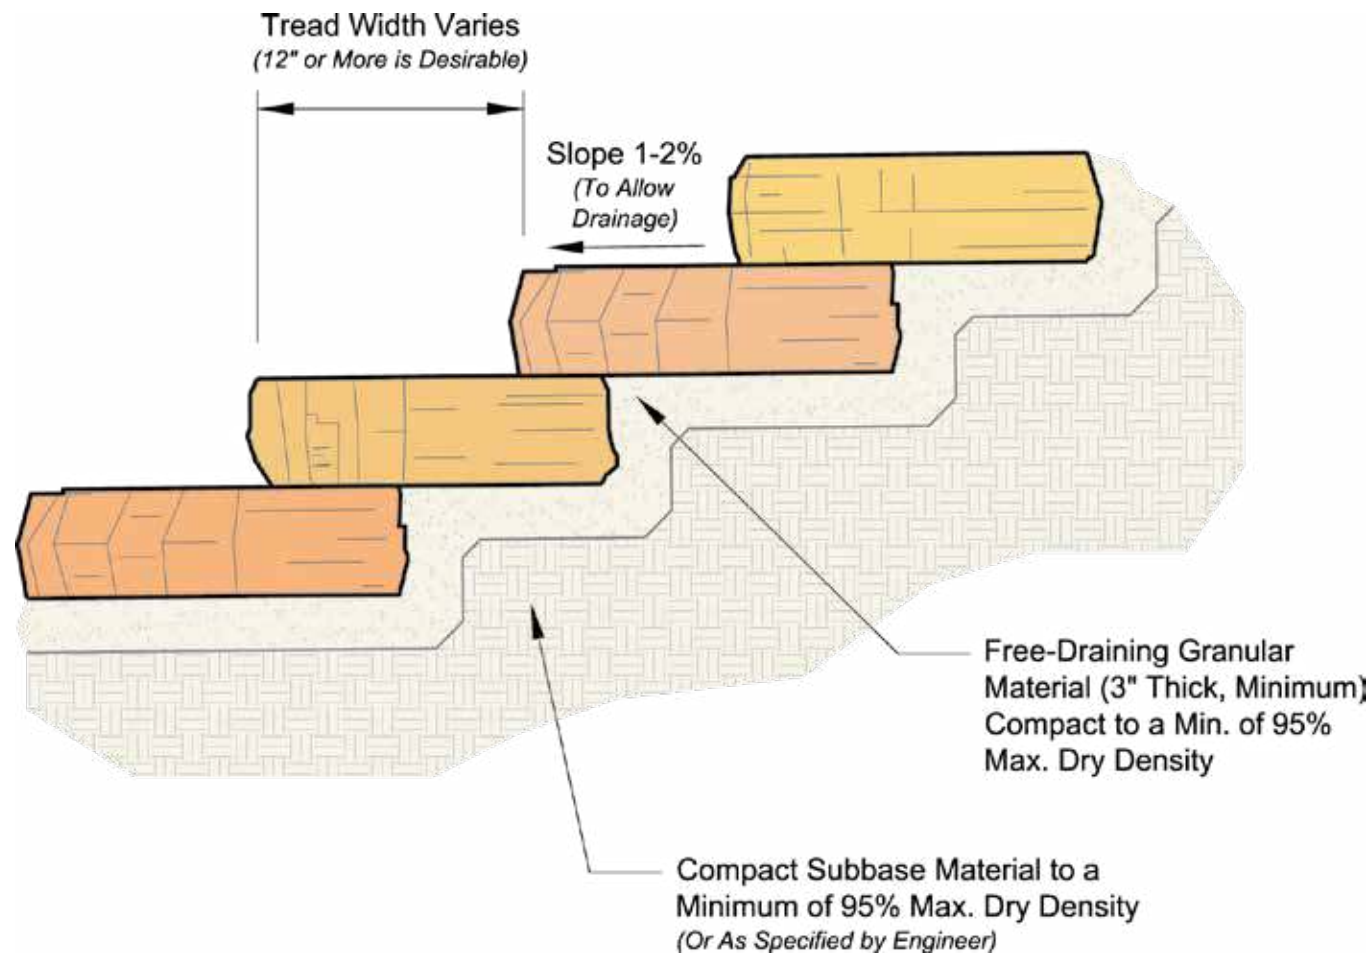 Tread Width Varies
(12" or More is Desirable)
Slope 1-2%
(To Allow
Drainage)
Free-Draining Granular
Material (3" Thick, Minimum)
Compact to a Min. of 95%
Max. Dry Density
Compact Subbase Material to a
Minimum of 95% Max. Dry Density
(Or As Specified by Engineer)